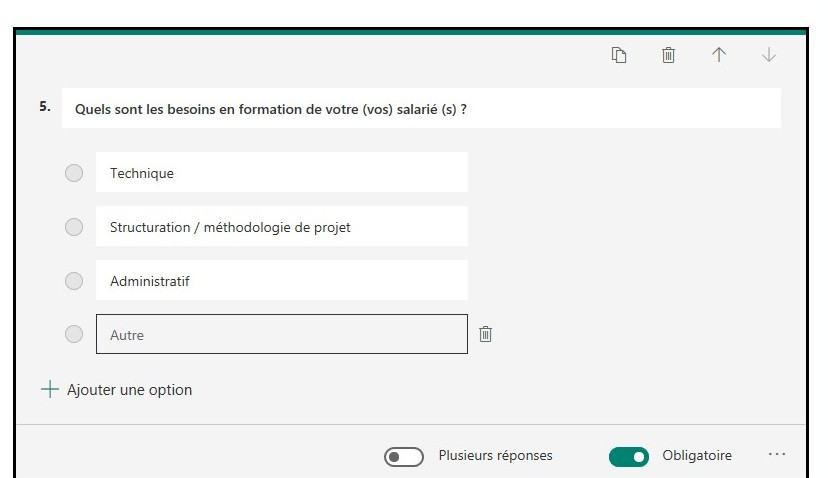 5. Quels sont les besoins en formation de votre (vos) salarié (s) ?
Technique
Structuration / méthodologie de projet
Administratif
Autre
Ajouter une option
Plusieurs réponses Obligatoire ...